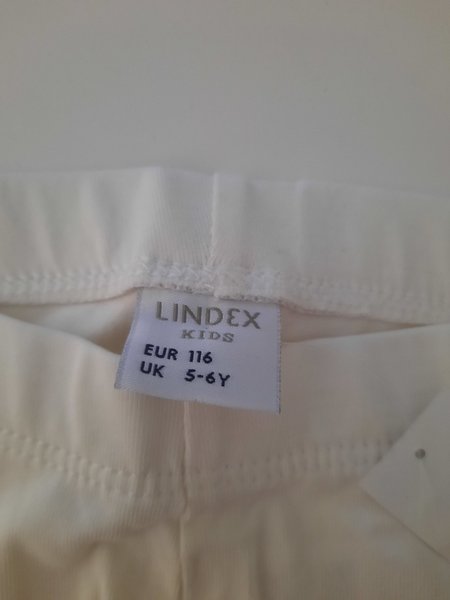 LINDEX
KIDS
EUR 116
UK 5-6Y